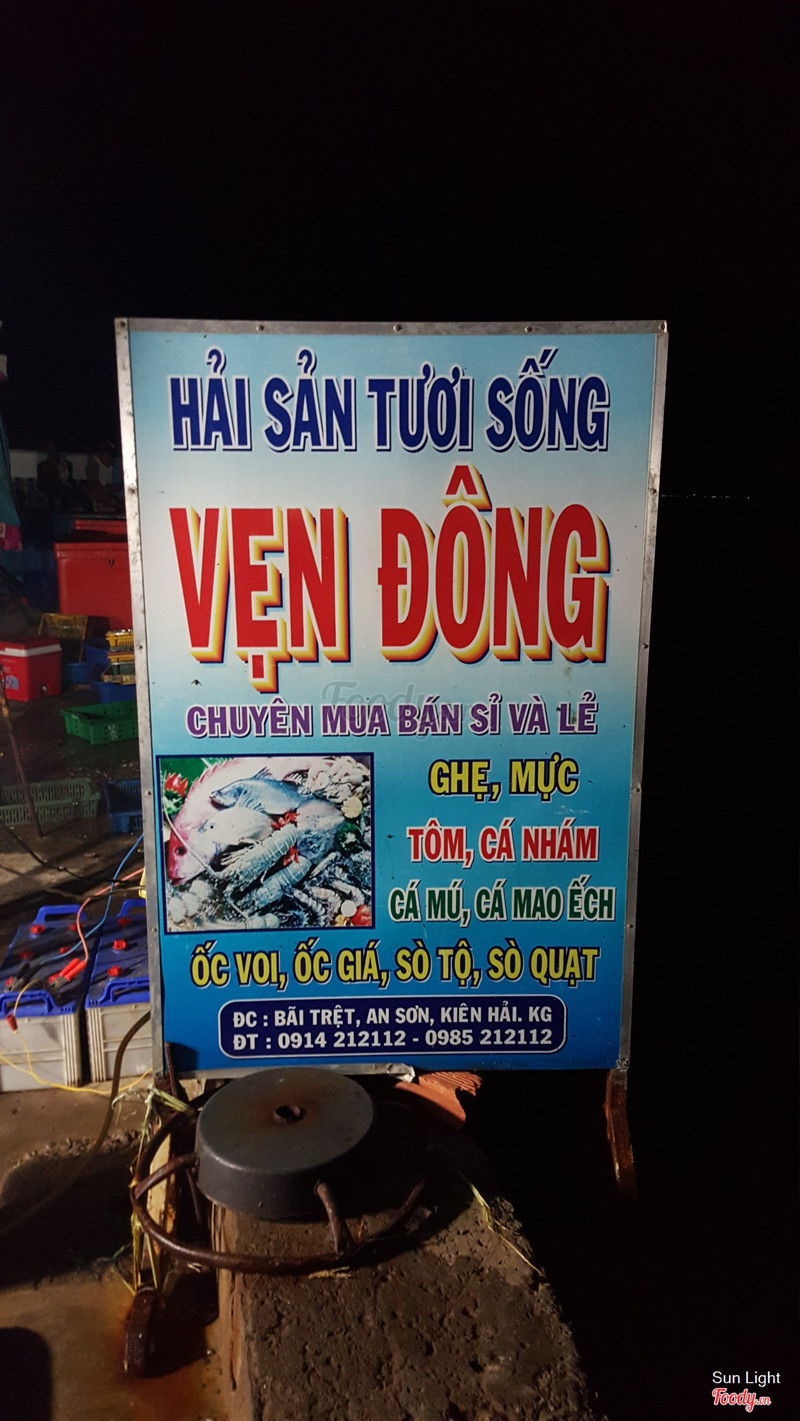 HẢI SẢN TƯƠI SỐNG
VẸN ĐÔNG
CHUYÊN MUA BÁN SỈ VÀ LẺ
GHẸ, MỰC
TÔM, CÁ NHÁM
CÁ MÚ, CÁ MAO ẾCH
ỐC VOI, ỐC GIÁ, SÒ TỘ, SÒ QUẠT
ĐC : BÃI TRỆT, AN SƠN, KIÊN HẢI. KG
ĐT : 0914 212112 - 0985 212112
Foody
Sun Light
Foody.vn